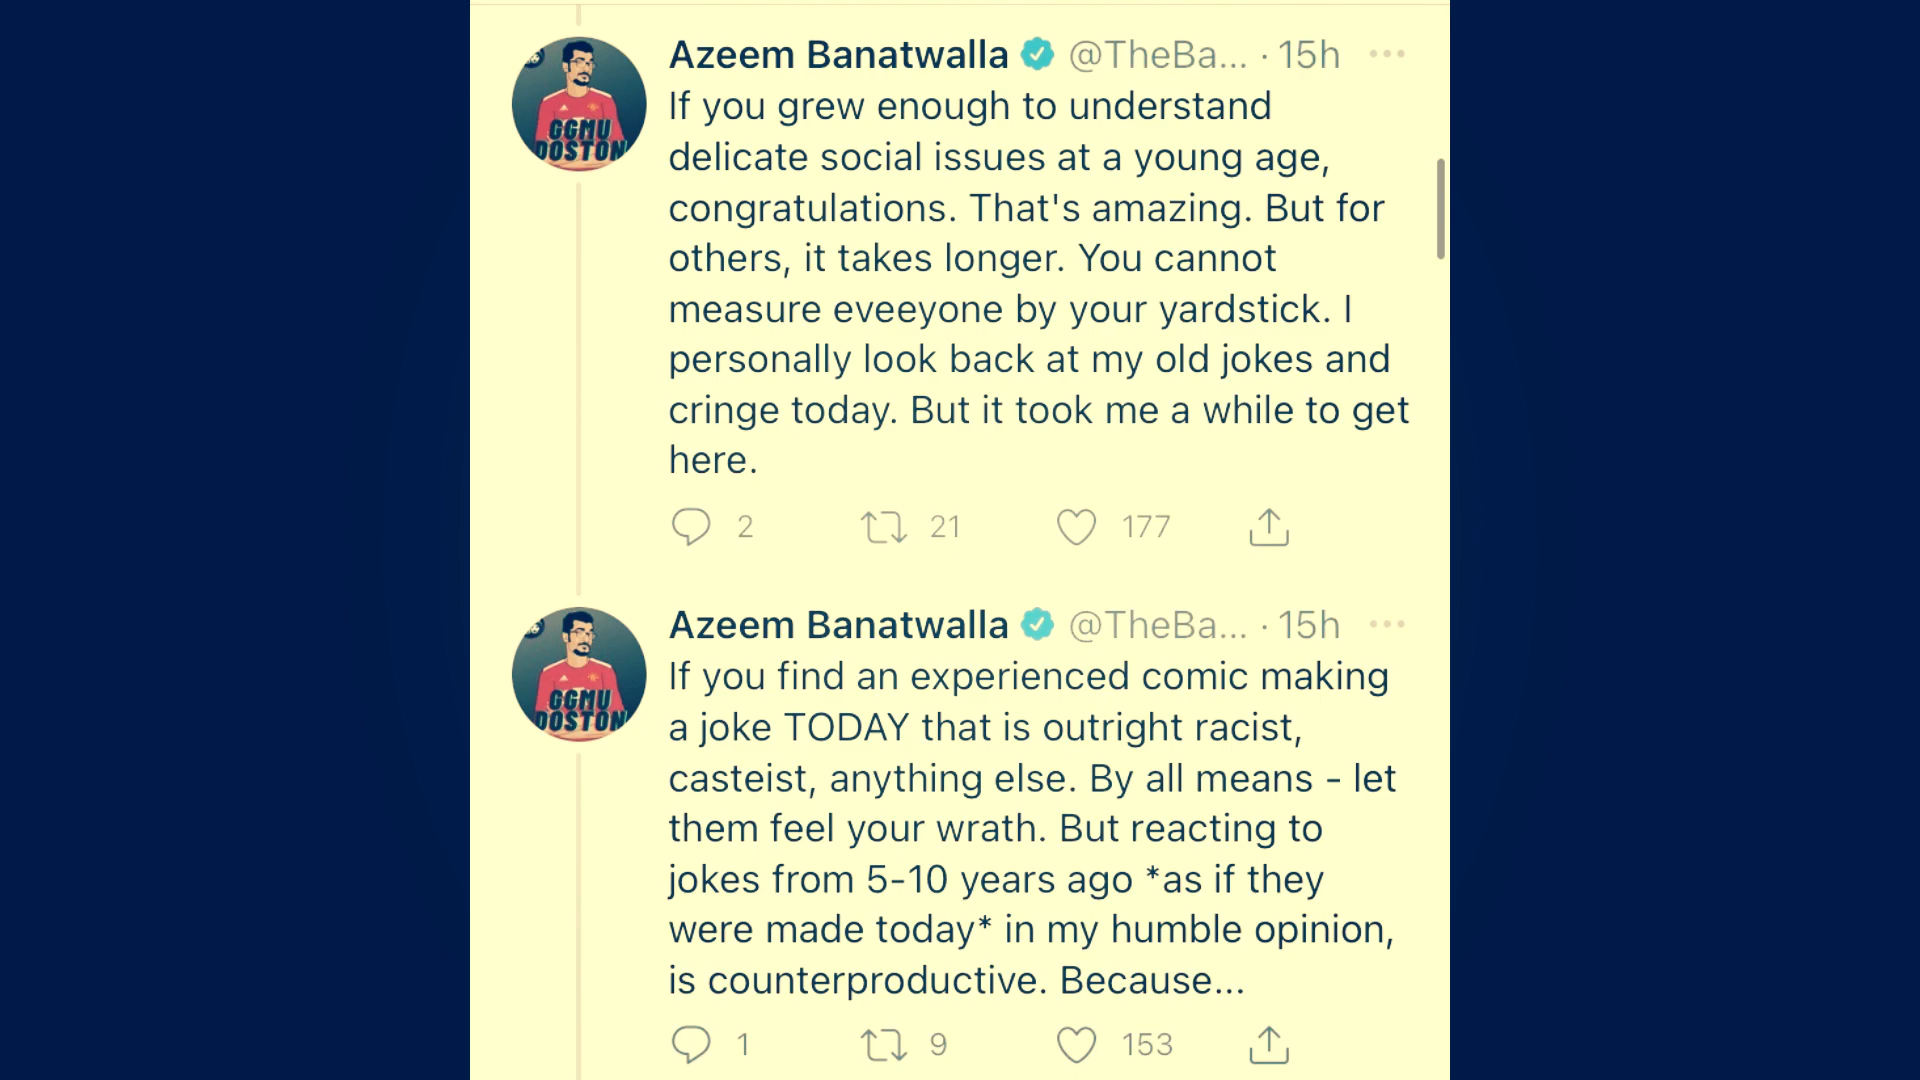 Azeem Banatwalla @TheBa... · 15h
GGMU
DOSTON
If you grew enough to understand
delicate social issues at a young age,
congratulations. That's amazing. But for
others, it takes longer. You cannot
measure eveeyone by your yardstick. I
personally look back at my old jokes and
cringe today. But it took me a while to get
here.
2 21 177
Azeem Banatwalla @TheBa... · 15h
GGMU
DOSTON
If you find an experienced comic making
a joke TODAY that is outright racist,
casteist, anything else. By all means - let
them feel your wrath. But reacting to
jokes from 5-10 years ago *as if they
were made today* in my humble opinion,
is counterproductive. Because...
1 9 153